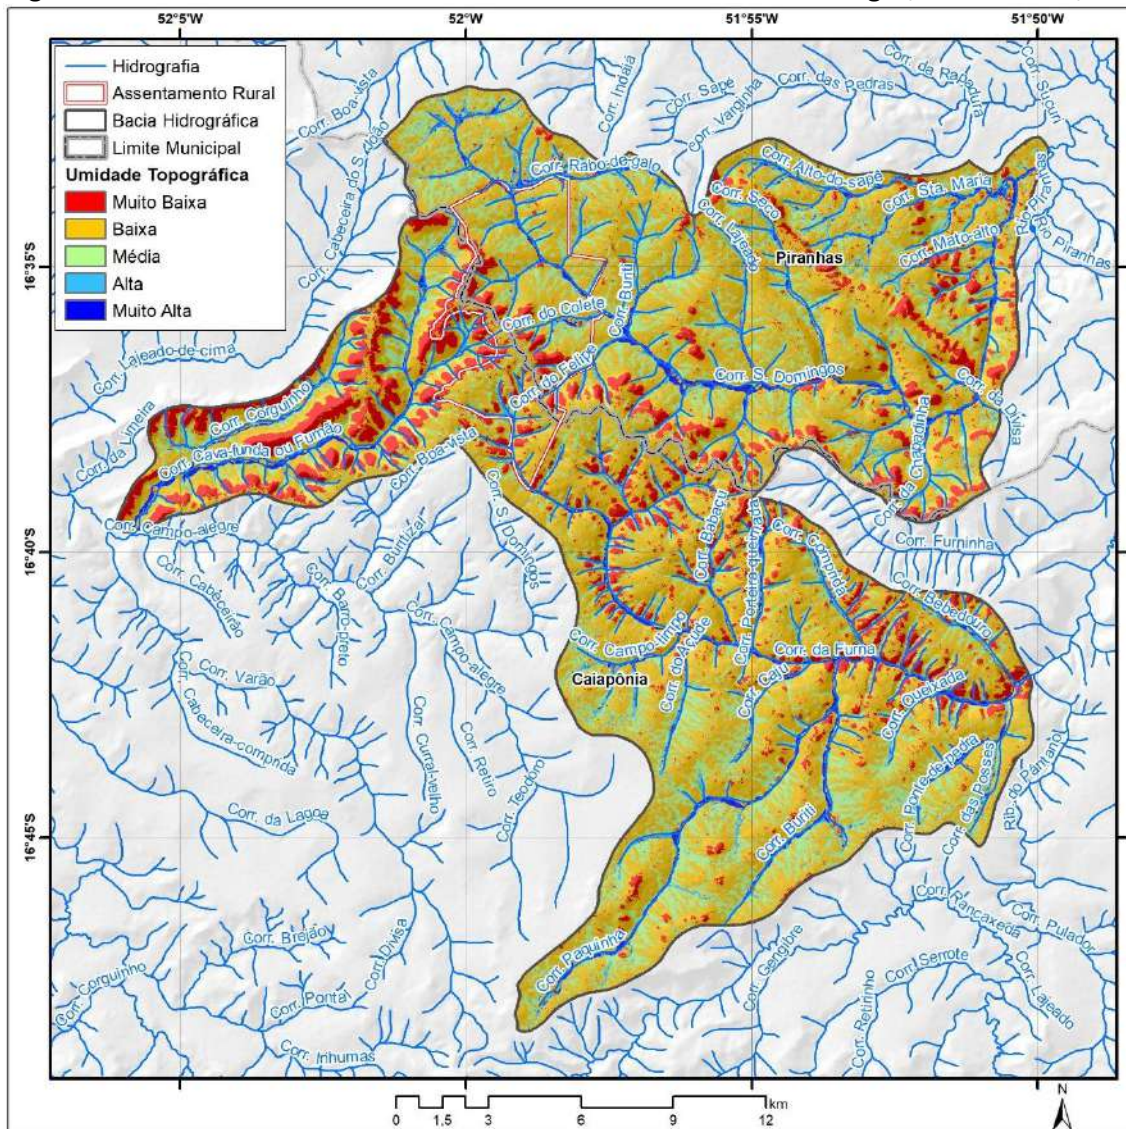 52°5'W
52°W
51°55'W
51°50'W
Hidrografia
Assentamento Rural
Bacia Hidrográfica
Limite Municipal
Umidade Topográfica
Muito Baixa
Baixa
Média
Alta
Muito Alta
Corr. Boa-vista
Corr. Indaiá
Corr. Sapé
Corr. Varginha
Corr. das Pedras
Corr. da Rapadura
Corr. Sucuri
Corr. Cabeceira do S. João
Corr. Rabo-de-galo
Corr. Alto-do-sapé
Corr. Sta. Maria
Corr. Seco
Corr. Lajeado
Corr. Mato-alto
Rio Piranhas
Rio Piranhas
Piranhas
16°35'S
Corr. do Colete
Corr. Buriti
Corr. Lajeado-de-cima
Corr. do Felipe
Corr. S. Domingos
Corr. da Divisa
Corr. da Limeira
Corr. Corguinho
Corr. Cava-funda ou Furnão
Corr. Boa-vista
Corr. da Chapadinha
Corr. Campo-alegre
Corr. S. Domingos
Corr. Babaçu
Corr. Porteira-queimada
Corr. Furninha
16°40'S
Corr. Buritizal
Corr. Comprida
Corr. Cabeceirão
Corr. Barro-preto
Corr. Bebedouro
Corr. Campo-alegre
Corr. Campo-limpo
Corr. do Açude
Corr. da Furna
Corr. Varão
Caiapônia
Corr. Caju
Corr. Queixada
Corr. Cabeceira-comprida
Corr. Curral-velho
Corr. Retiro
Corr. Teodoro
Corr. Ponte-de-pedra
Corr. das Posses
Rib. do Pântano
Corr. da Lagoa
16°45'S
Corr. Buriti
Corr. Rancaxeda
Corr. Pulador
Corr. Brejão
Corr. Divisa
Corr. Paquinha
Corr. Gengibre
Corr. Serrote
Corr. Corguinho
Corr. Ponta
Corr. Retirinho
Corr. Lajeado
Corr. Inhumas
N
km
0 1,5 3 6 9 12